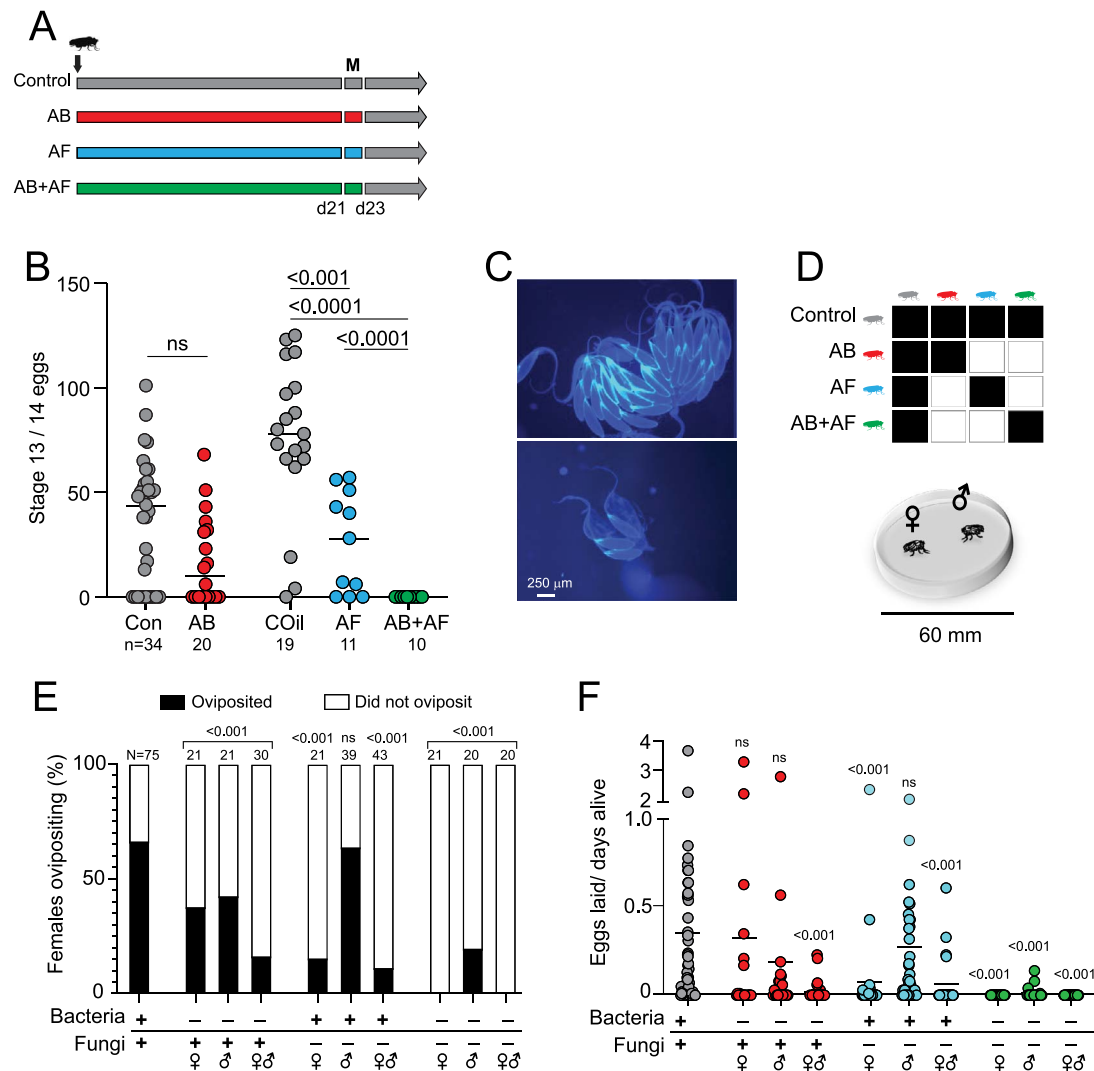 A
M
Control
AB
AF
AB+AF
d21 d23
B
Stage 13 / 14 eggs
150
100
50
0
ns
<0.001
<0.0001
<0.0001
Con AB COil AF AB+AF
n=34 20 19 11 10
C
250 µm
D
Control
AB
AF
AB+AF
♀ ♂
60 mm
E
Oviposited Did not oviposit
Females ovipositing (%)
100
50
0
<0.001 <0.001 ns <0.001 <0.001
N=75 21 21 30 21 39 43 21 20 20
Bacteria + – – – + + + – – –
Fungi + + + + – – – – – –
♀ ♂ ♀♂ ♀ ♂ ♀♂ ♀ ♂ ♀♂
F
Eggs laid/ days alive
4
3
2
1.0
0.5
0
ns ns <0.001 <0.001 ns <0.001 <0.001 <0.001 <0.001
Bacteria + – – – + + + – – –
Fungi + + + + – – – – – –
♀ ♂ ♀♂ ♀ ♂ ♀♂ ♀ ♂ ♀♂